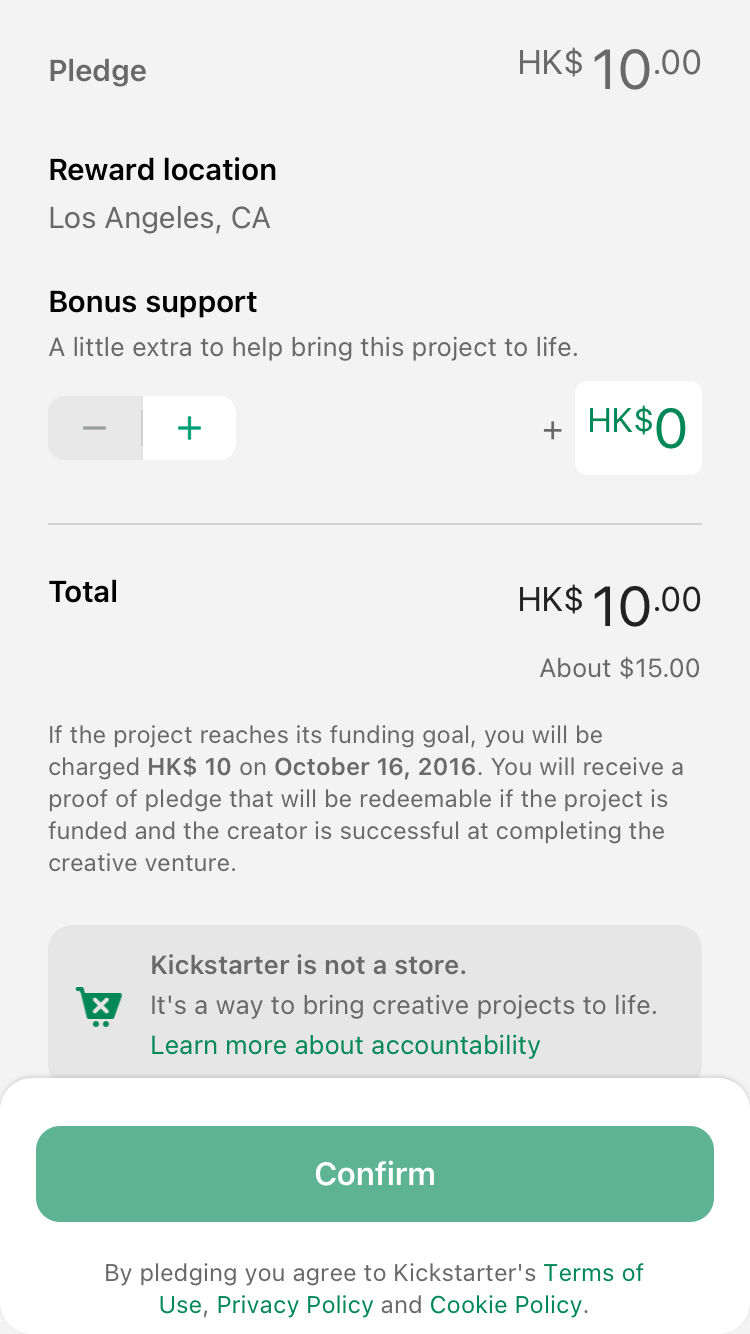 Pledge HK$ 10.00
Reward location
Los Angeles, CA
Bonus support
A little extra to help bring this project to life.
− + + HK$0
Total HK$ 10.00
About $15.00
If the project reaches its funding goal, you will be
charged HK$ 10 on October 16, 2016. You will receive a
proof of pledge that will be redeemable if the project is
funded and the creator is successful at completing the
creative venture.
Kickstarter is not a store.
It's a way to bring creative projects to life.
Learn more about accountability
Confirm
By pledging you agree to Kickstarter's Terms of
Use, Privacy Policy and Cookie Policy.